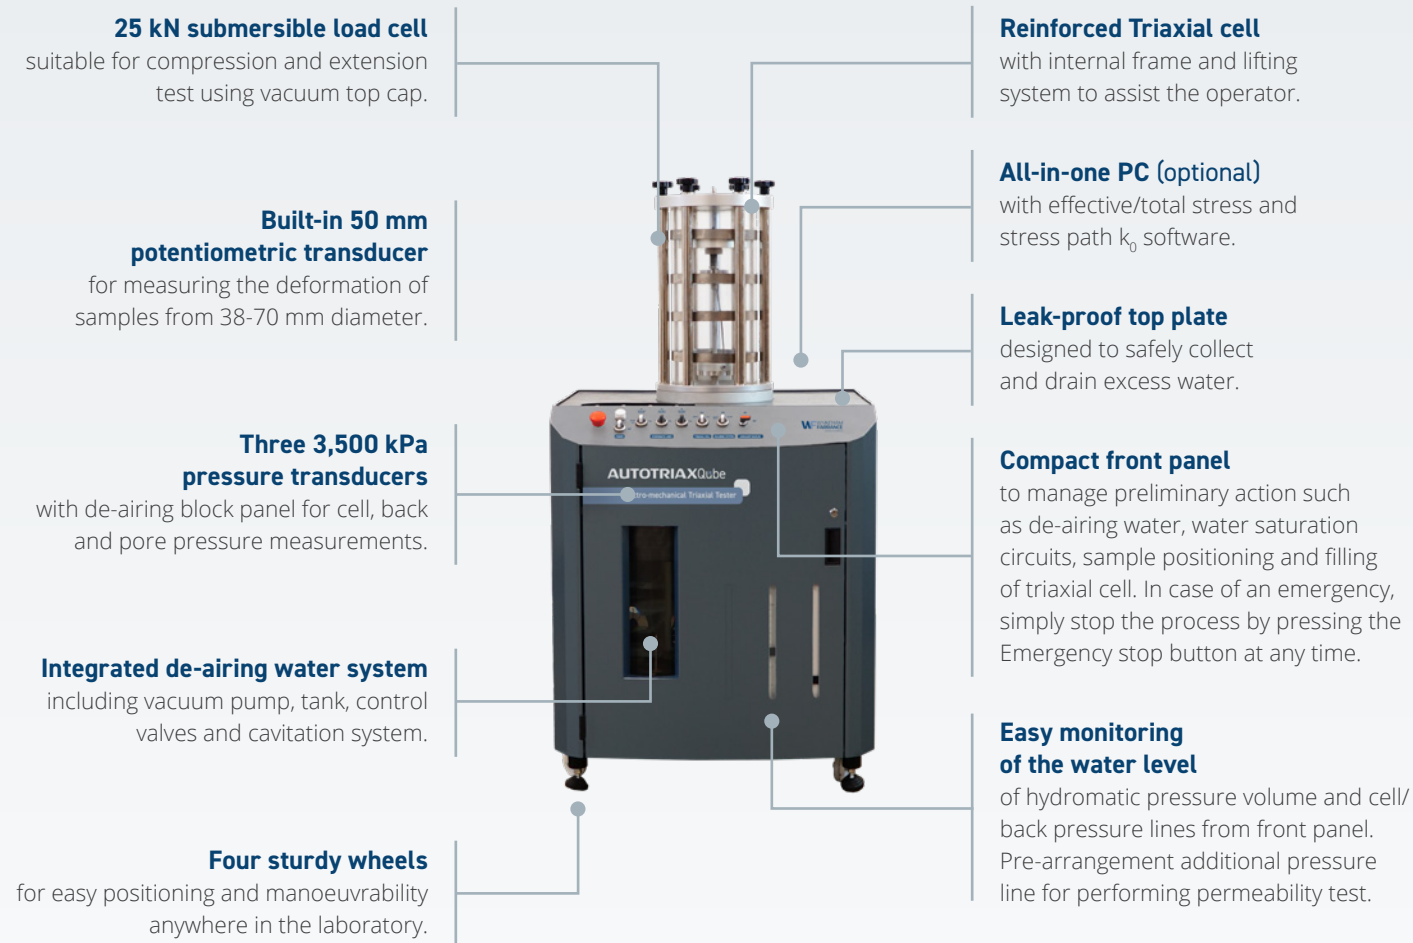 25 kN submersible load cell
suitable for compression and extension
test using vacuum top cap.
Built-in 50 mm
potentiometric transducer
for measuring the deformation of
samples from 38-70 mm diameter.
Three 3,500 kPa
pressure transducers
with de-airing block panel for cell, back
and pore pressure measurements.
Integrated de-airing water system
including vacuum pump, tank, control
valves and cavitation system.
Four sturdy wheels
for easy positioning and manoeuvrability
anywhere in the laboratory.
AUTOTRIAXQube
tro-mechanical Triaxial Tester
Reinforced Triaxial cell
with internal frame and lifting
system to assist the operator.
All-in-one PC (optional)
with effective/total stress and
stress path k₀ software.
Leak-proof top plate
designed to safely collect
and drain excess water.
Compact front panel
to manage preliminary action such
as de-airing water, water saturation
circuits, sample positioning and filling
of triaxial cell. In case of an emergency,
simply stop the process by pressing the
Emergency stop button at any time.
Easy monitoring
of the water level
of hydromatic pressure volume and cell/
back pressure lines from front panel.
Pre-arrangement additional pressure
line for performing permeability test.